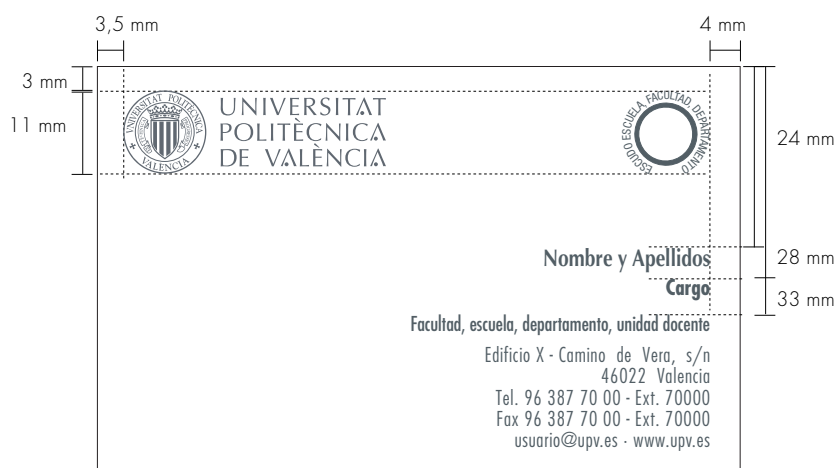 3,5 mm
4 mm
3 mm
11 mm
UNIVERSITAT POLITECNICA
VALÈNCIA
UNIVERSITAT
POLITÈCNICA
DE VALÈNCIA
ESCUDO ESCUELA, FACULTAD, DEPARTAMENTO
24 mm
Nombre y Apellidos
28 mm
Cargo
33 mm
Facultad, escuela, departamento, unidad docente
Edificio X - Camino de Vera, s/n
46022 Valencia
Tel. 96 387 70 00 - Ext. 70000
Fax 96 387 70 00 - Ext. 70000
usuario@upv.es · www.upv.es